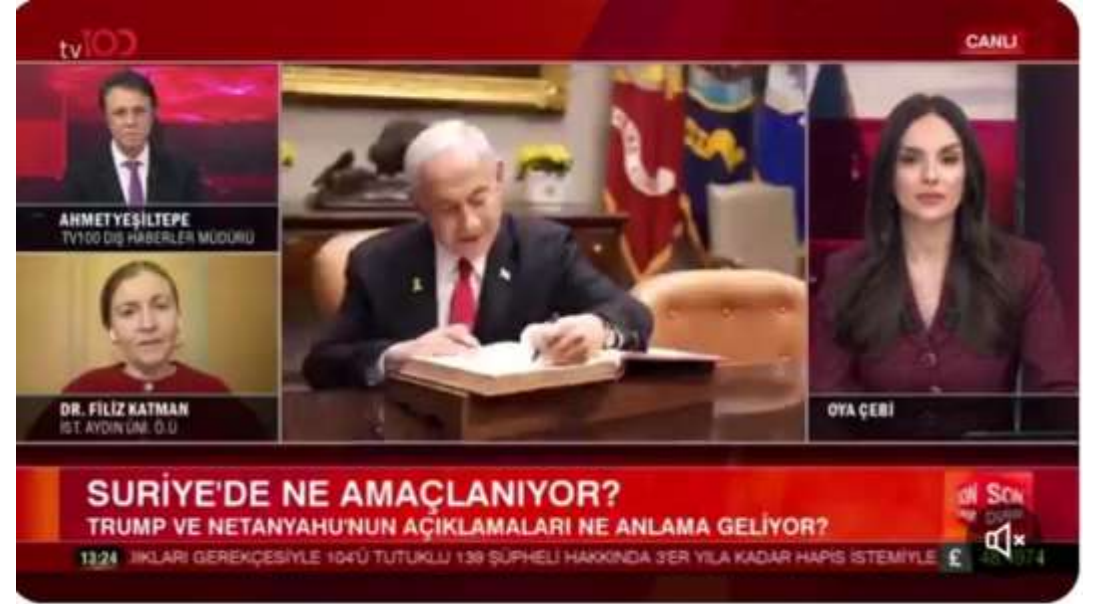 tv100
CANLI
AHMET YEŞİLTEPE
TV100 DIŞ HABERLER MÜDÜRÜ
DR. FİLİZ KATMAN
İST. AYDIN ÜNİ. Ö.Ü
OYA ÇEBİ
SURİYE'DE NE AMAÇLANIYOR?
TRUMP VE NETANYAHU'NUN AÇIKLAMALARI NE ANLAMA GELİYOR?
SON
13:24 GEREKÇESİYLE 104'Ü TUTUKLU 139 ŞÜPHELİ HAKKINDA 3'ER YILA KADAR HAPİS İSTEMİYLE £